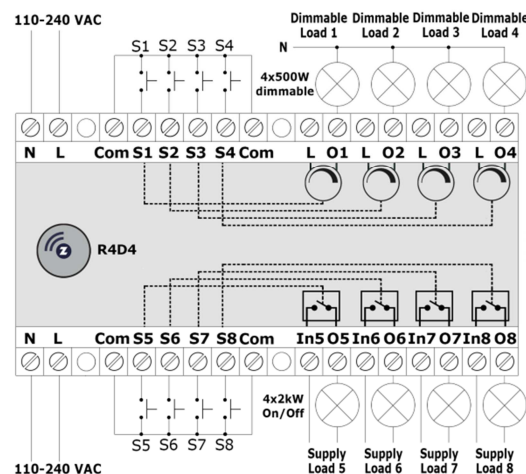 110-240 VAC
S1 S2 S3 S4
Dimmable Load 1
Dimmable Load 2
Dimmable Load 3
Dimmable Load 4
N
4x500W
dimmable
N L Com S1 S2 S3 S4 Com L O1 L O2 L O3 L O4
z
R4D4
N L Com S5 S6 S7 S8 Com In5 O5 In6 O6 In7 O7 In8 O8
4x2kW
On/Off
S5 S6 S7 S8
110-240 VAC
Supply Load 5
Supply Load 6
Supply Load 7
Supply Load 8